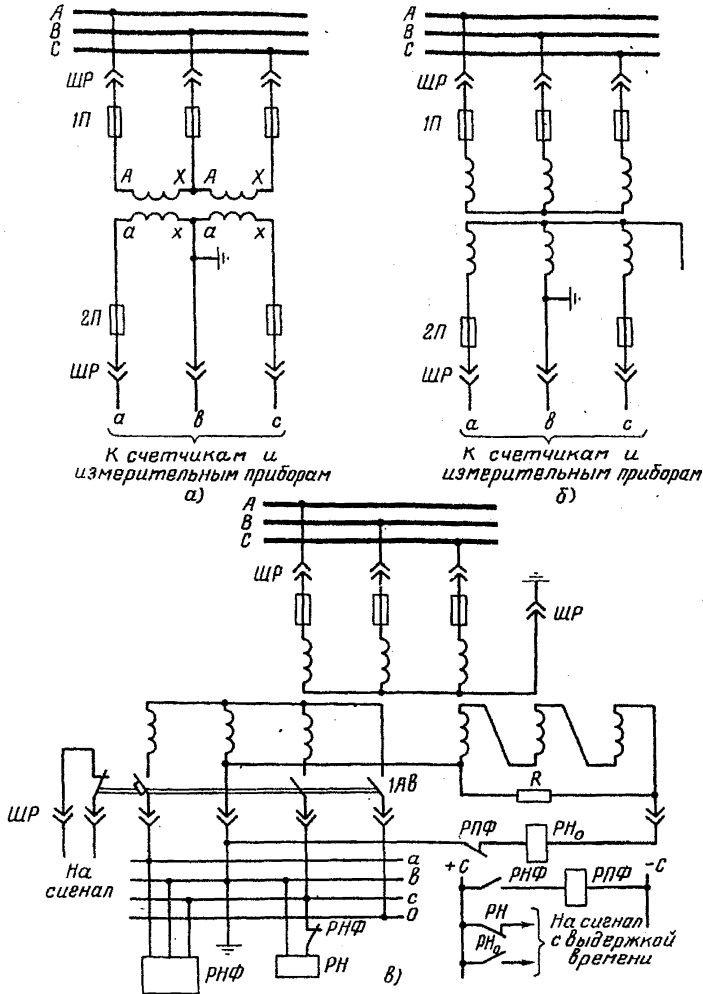 A
B
C
ШР
1П
A X A X
a x a x
2П
ШР
a в c
К счетчикам и
измерительным приборам
а)
A
B
C
ШР
1П
2П
ШР
a в c
К счетчикам и
измерительным приборам
б)
A
B
C
ШР
ШР
1Ав
R
ШР
На
сигнал
РПФ
РН₀
a
в
c
0
+С
РНФ
РПФ
-С
РН
РН₀
На сигнал
с выдержкой
времени
РНФ
РНФ
РН
в)